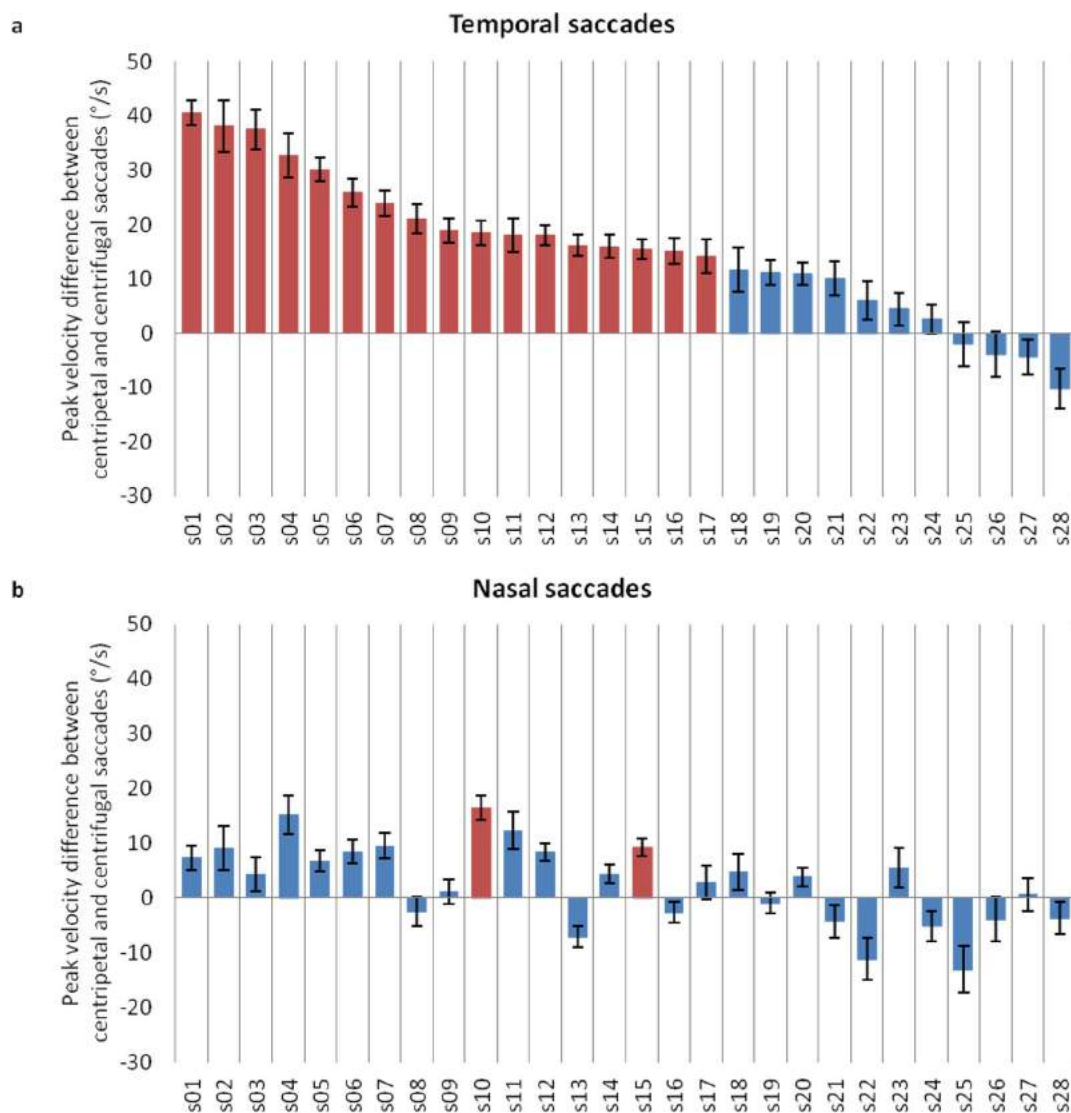 a
Temporal saccades
Peak velocity difference between
centripetal and centrifugal saccades (°/s)
50
40
30
20
10
0
-10
-20
-30
s01 s02 s03 s04 s05 s06 s07 s08 s09 s10 s11 s12 s13 s14 s15 s16 s17 s18 s19 s20 s21 s22 s23 s24 s25 s26 s27 s28
b
Nasal saccades
Peak velocity difference between
centripetal and centrifugal saccades (°/s)
50
40
30
20
10
0
-10
-20
-30
s01 s02 s03 s04 s05 s06 s07 s08 s09 s10 s11 s12 s13 s14 s15 s16 s17 s18 s19 s20 s21 s22 s23 s24 s25 s26 s27 s28